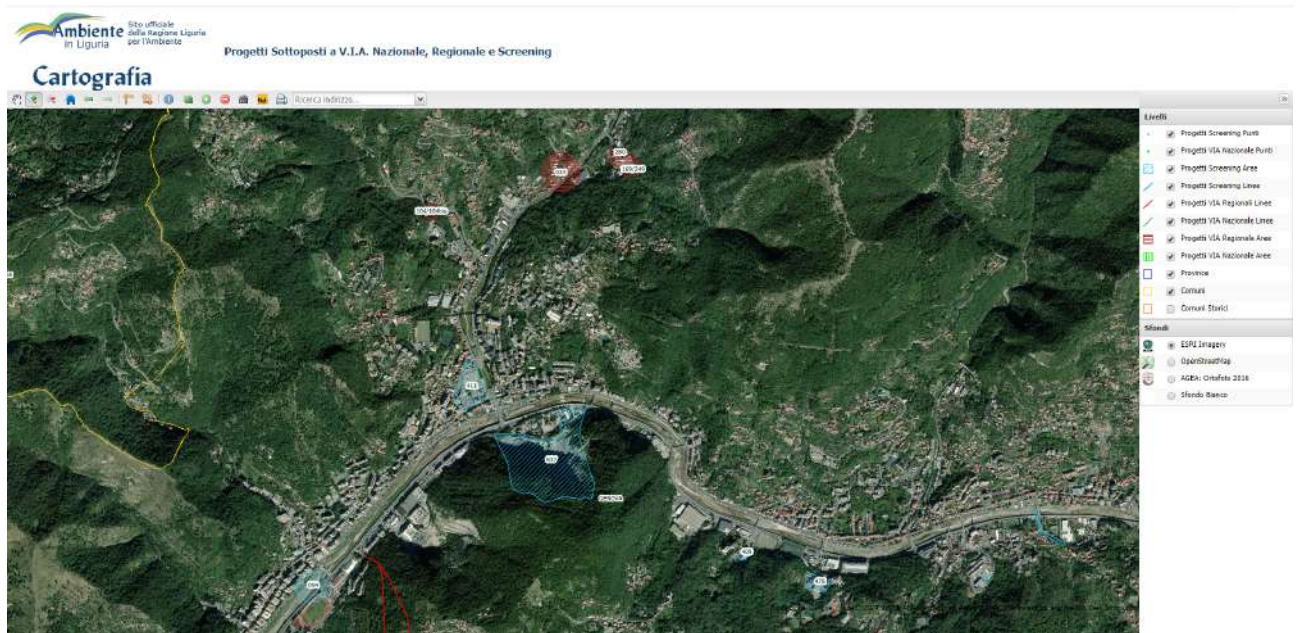 Ambiente
in Liguria
Sito ufficiale
della Regione Liguria
per l'Ambiente
Progetti Sottoposti a V.I.A. Nazionale, Regionale e Screening
Cartografia
Ricerca indirizzo...
Livelli
Progetti Screening Punti
Progetti VIA Nazionale Punti
Progetti Screening Aree
Progetti Screening Linee
Progetti VIA Regionali Linee
Progetti VIA Nazionale Linee
Progetti VIA Regionale Aree
Progetti VIA Nazionale Aree
Province
Comuni
Comuni Storici
Sfondi
ESRI Imagery
OpenStreetMap
AGEA: Ortofoto 2016
Sfondo Bianco